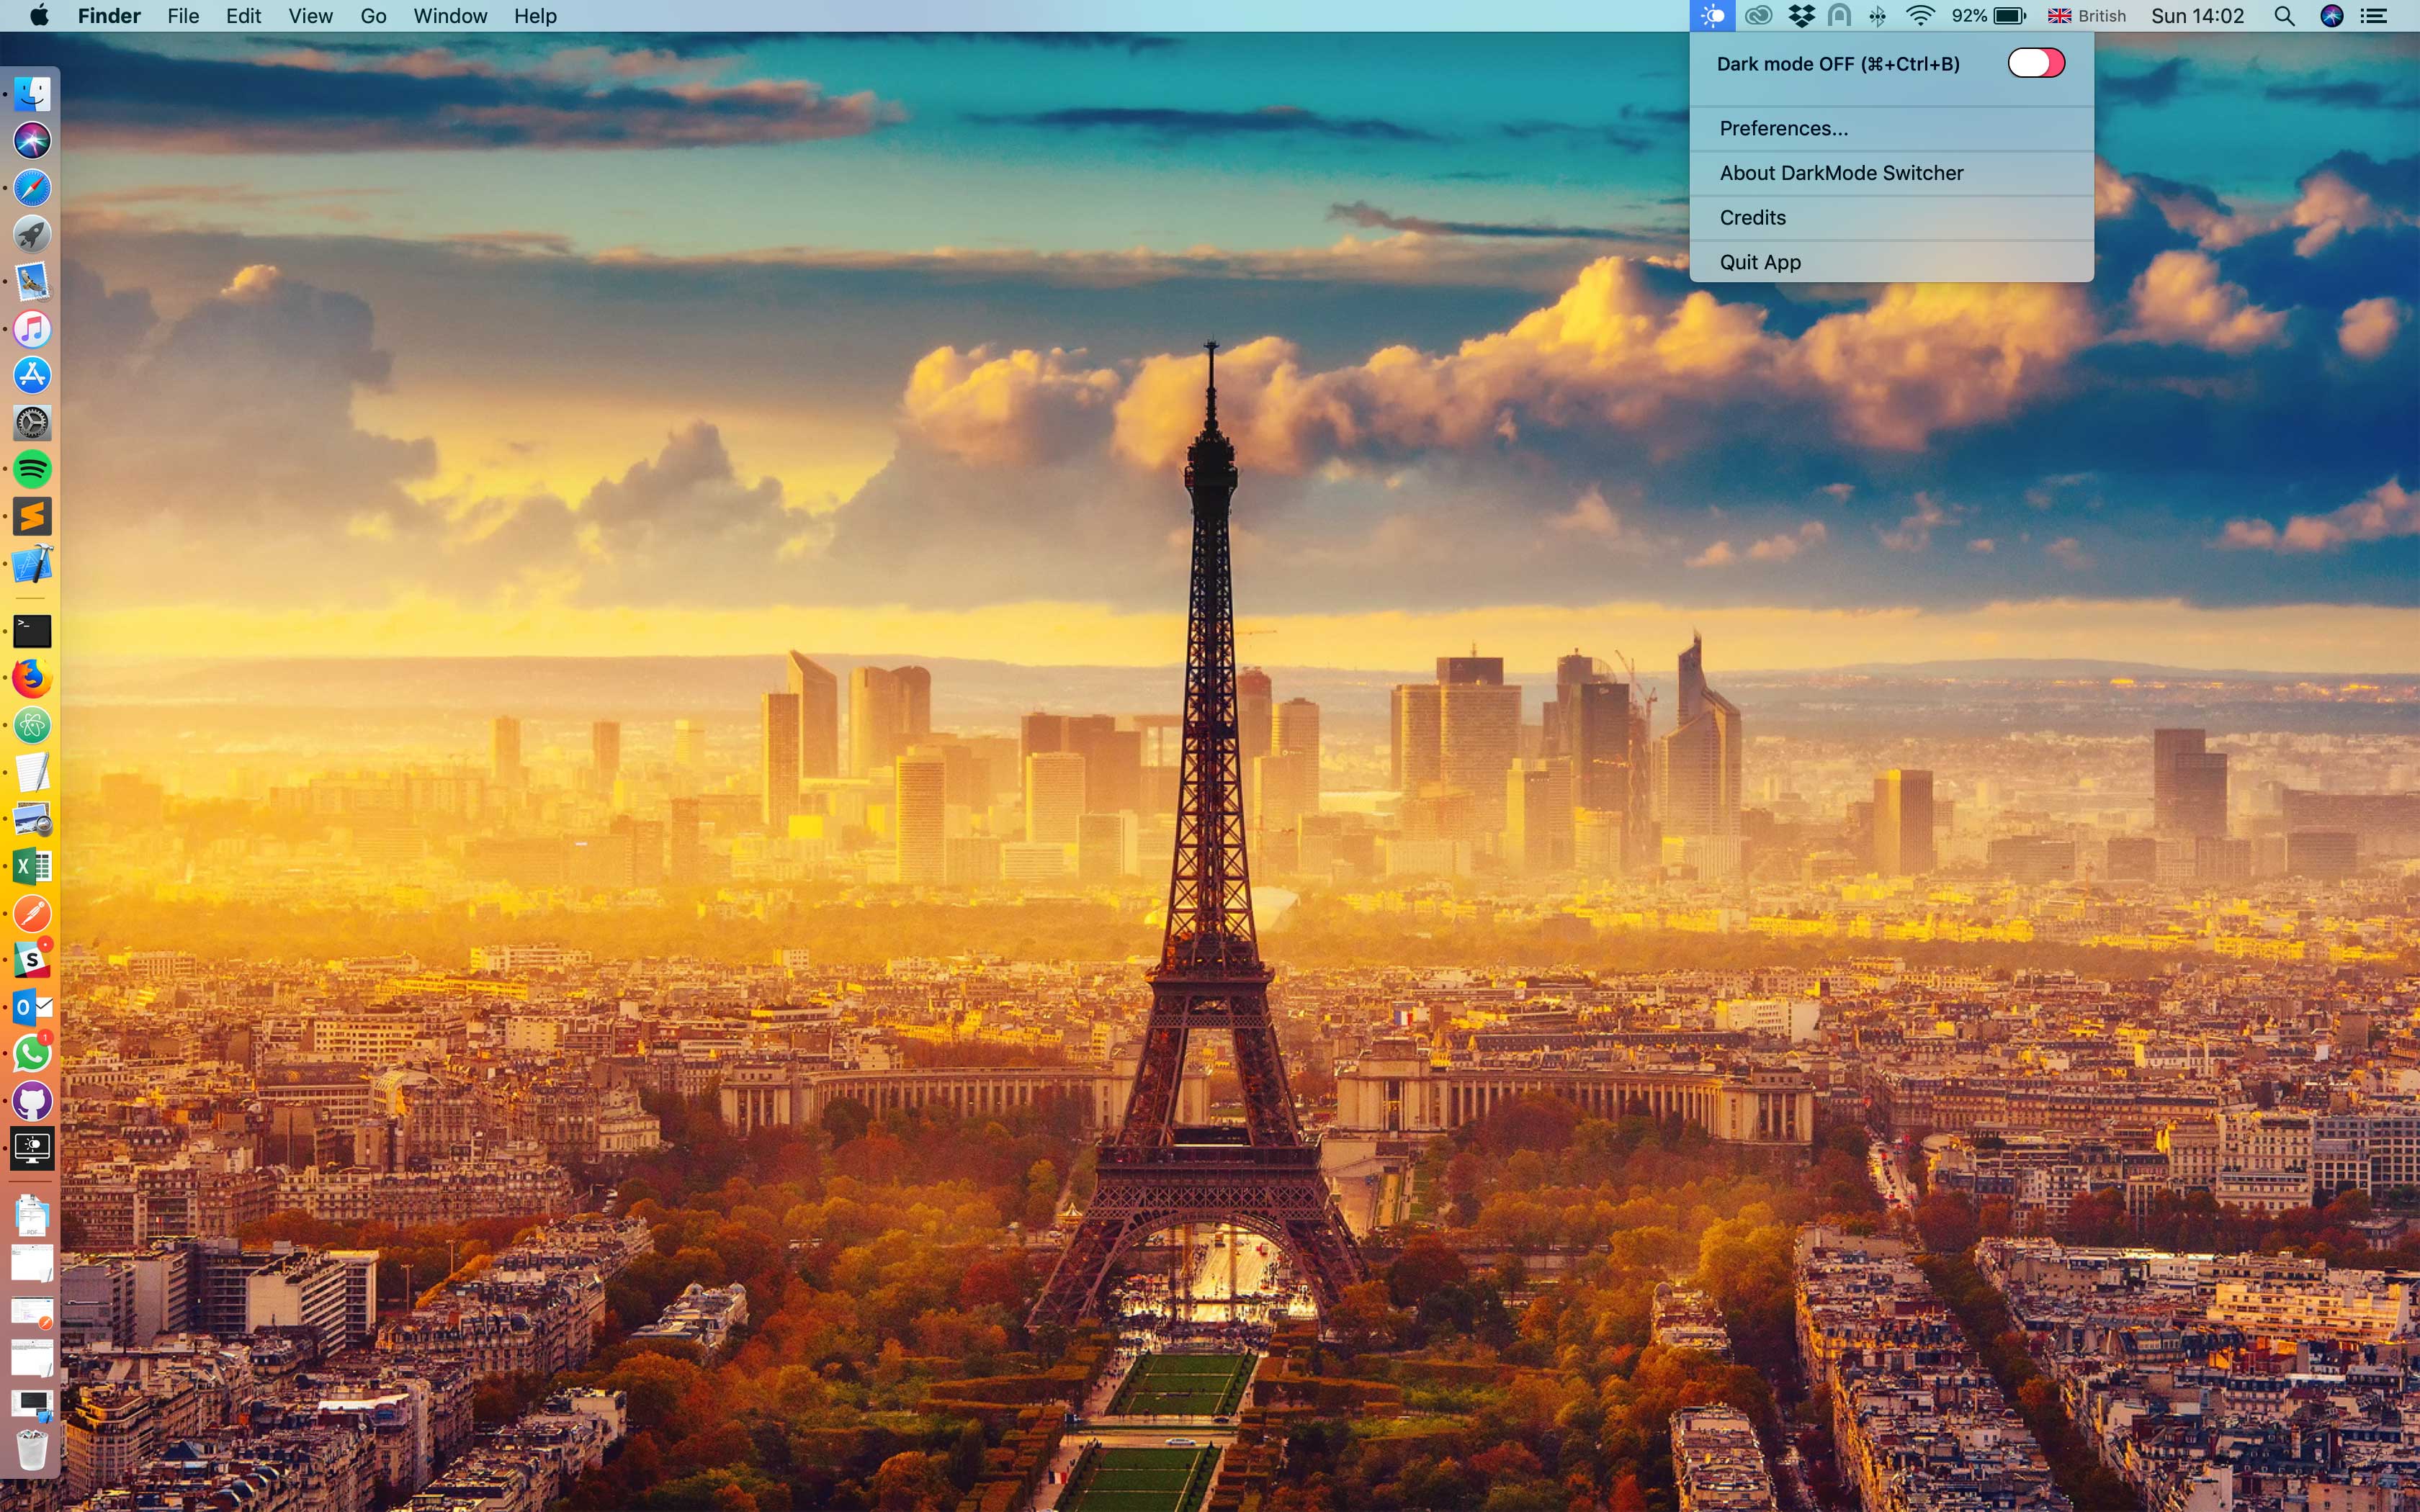 Finder File Edit View Go Window Help 92% British Sun 14:02
Dark mode OFF (⌘+Ctrl+B)
Preferences...
About DarkMode Switcher
Credits
Quit App
>_
X
S
O
1